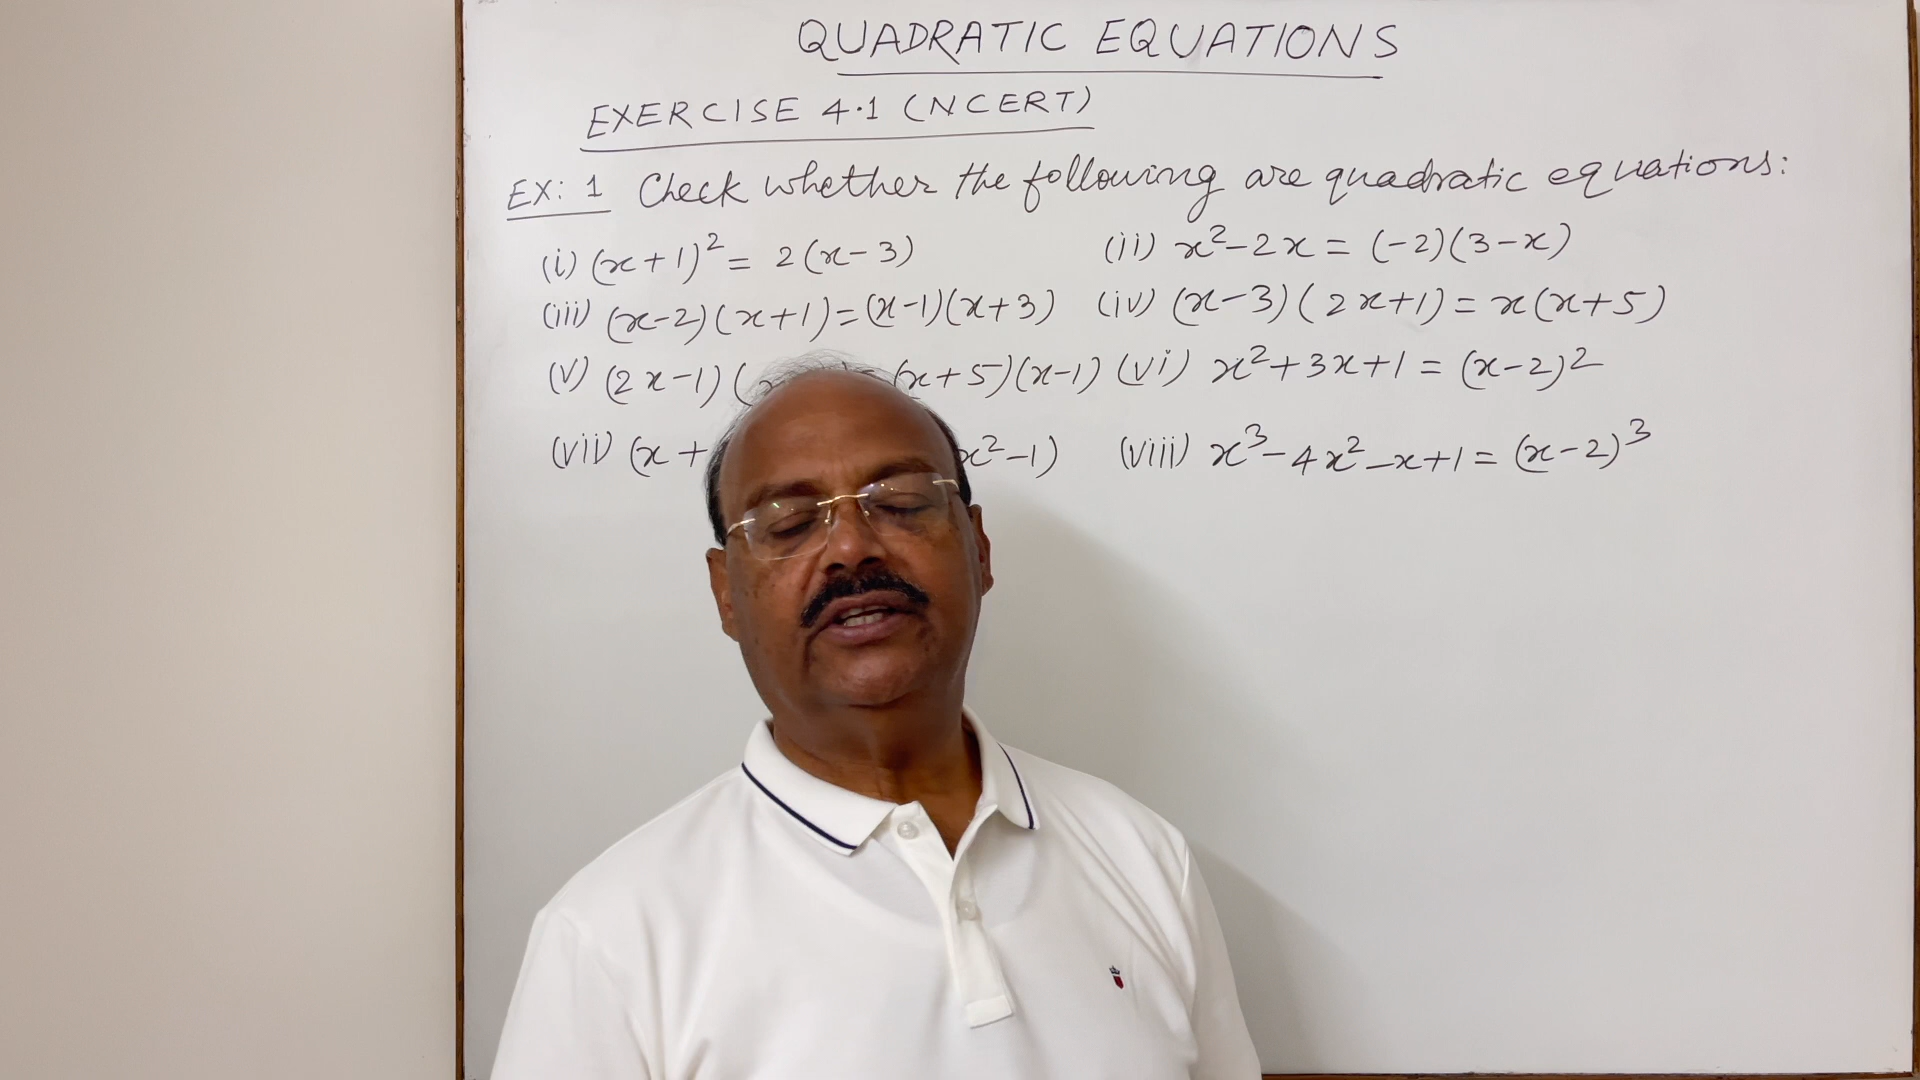 QUADRATIC EQUATIONS
EXERCISE 4.1 (NCERT)
EX: 1 Check whether the following are quadratic equations:
(i) (x+1)² = 2(x-3) (ii) x²-2x = (-2)(3-x)
(iii) (x-2)(x+1)=(x-1)(x+3) (iv) (x-3)(2x+1)= x(x+5)
(v) (2x-1)( = (x+5)(x-1) (vi) x²+3x+1 = (x-2)²
(vii) (x+ x²-1) (viii) x³-4x²-x+1= (x-2)³